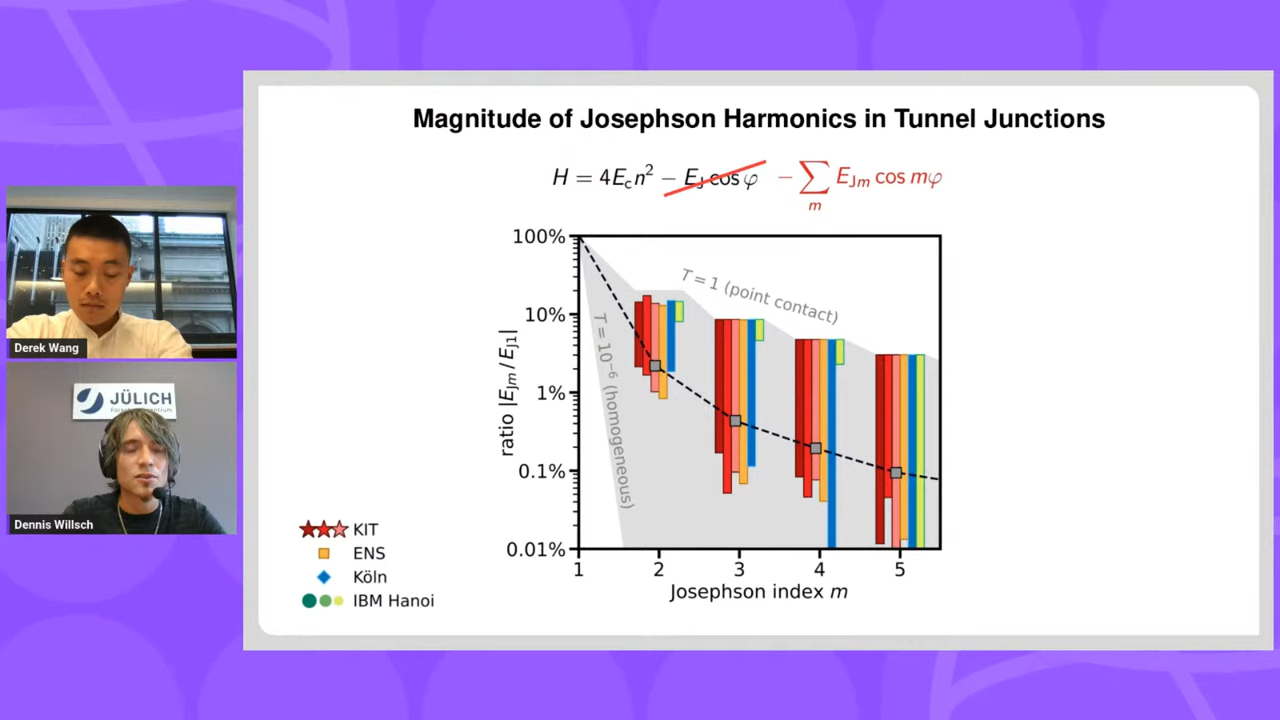 Magnitude of Josephson Harmonics in Tunnel Junctions
H = 4E_c n² − E_J cos φ − ∑_m E_Jm cos mφ
100%
10%
1%
0.1%
0.01%
ratio |E_Jm / E_J1|
T = 1 (point contact)
T = 10⁻⁶ (homogeneous)
1 2 3 4 5
Josephson index m
KIT
ENS
Köln
IBM Hanoi
Derek Wang
JÜLICH
Forschungszentrum
Dennis Willsch